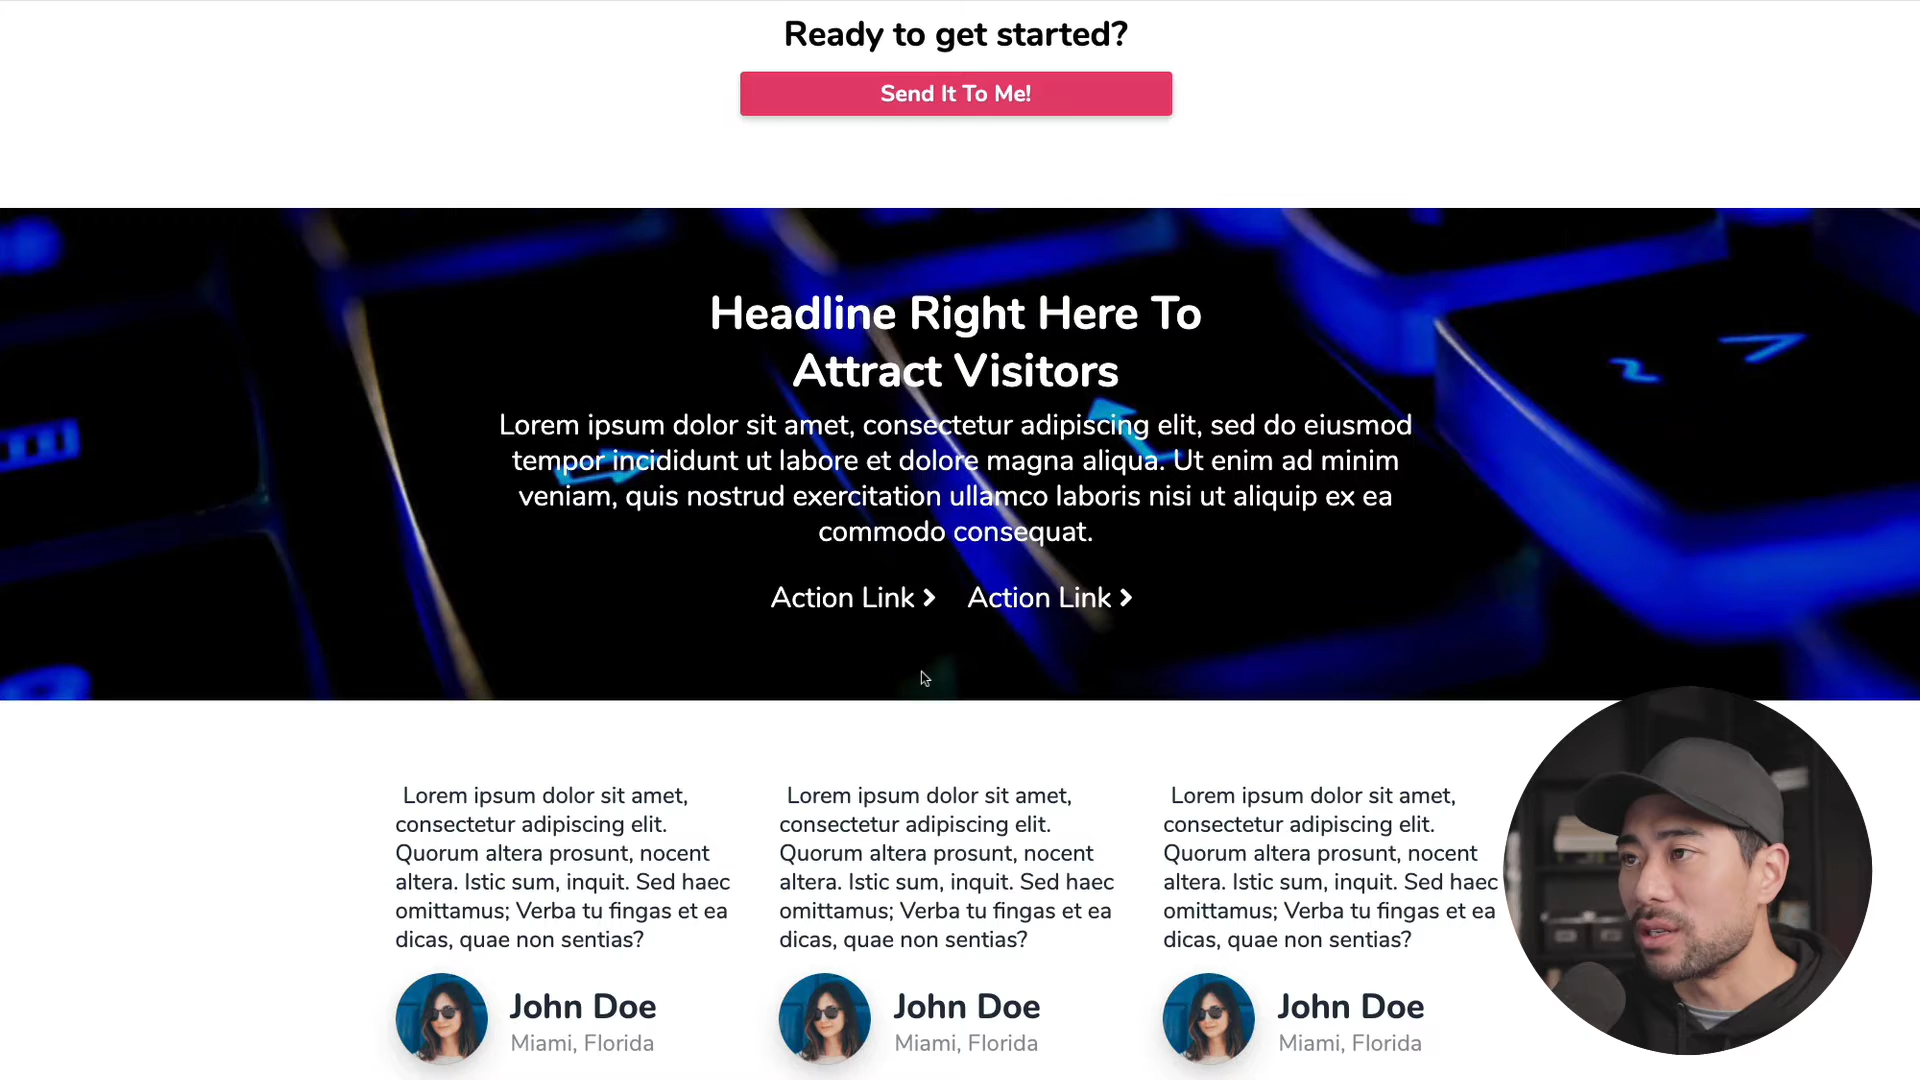 Ready to get started?
Send It To Me!
Headline Right Here To
Attract Visitors
Lorem ipsum dolor sit amet, consectetur adipiscing elit, sed do eiusmod
tempor incididunt ut labore et dolore magna aliqua. Ut enim ad minim
veniam, quis nostrud exercitation ullamco laboris nisi ut aliquip ex ea
commodo consequat.
Action Link Action Link
Lorem ipsum dolor sit amet,
consectetur adipiscing elit.
Quorum altera prosunt, nocent
altera. Istic sum, inquit. Sed haec
omittamus; Verba tu fingas et ea
dicas, quae non sentias?
John Doe
Miami, Florida
Lorem ipsum dolor sit amet,
consectetur adipiscing elit.
Quorum altera prosunt, nocent
altera. Istic sum, inquit. Sed haec
omittamus; Verba tu fingas et ea
dicas, quae non sentias?
John Doe
Miami, Florida
Lorem ipsum dolor sit amet,
consectetur adipiscing elit.
Quorum altera prosunt, nocent
altera. Istic sum, inquit. Sed haec
omittamus; Verba tu fingas et ea
dicas, quae non sentias?
John Doe
Miami, Florida